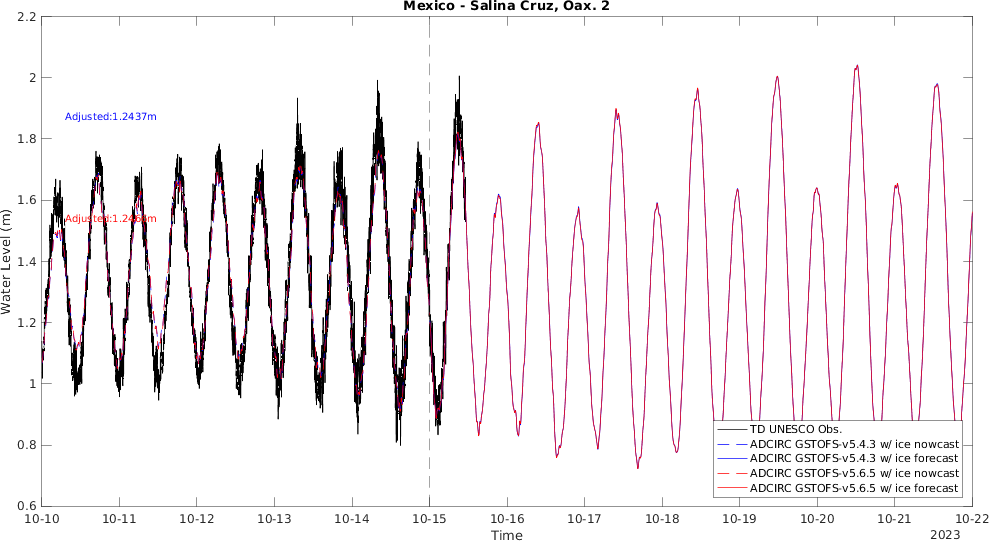 Mexico - Salina Cruz, Oax. 2
2.2
2
1.8
1.6
1.4
1.2
1
0.8
0.6
Water Level (m)
Adjusted:1.2437m
TD UNESCO Obs.
ADCIRC GSTOFS-v5.4.3 w/ ice nowcast
ADCIRC GSTOFS-v5.4.3 w/ ice forecast
ADCIRC GSTOFS-v5.6.5 w/ ice nowcast
ADCIRC GSTOFS-v5.6.5 w/ ice forecast
10-10 10-11 10-12 10-13 10-14 10-15 10-16 10-17 10-18 10-19 10-20 10-21 10-22
Time
2023